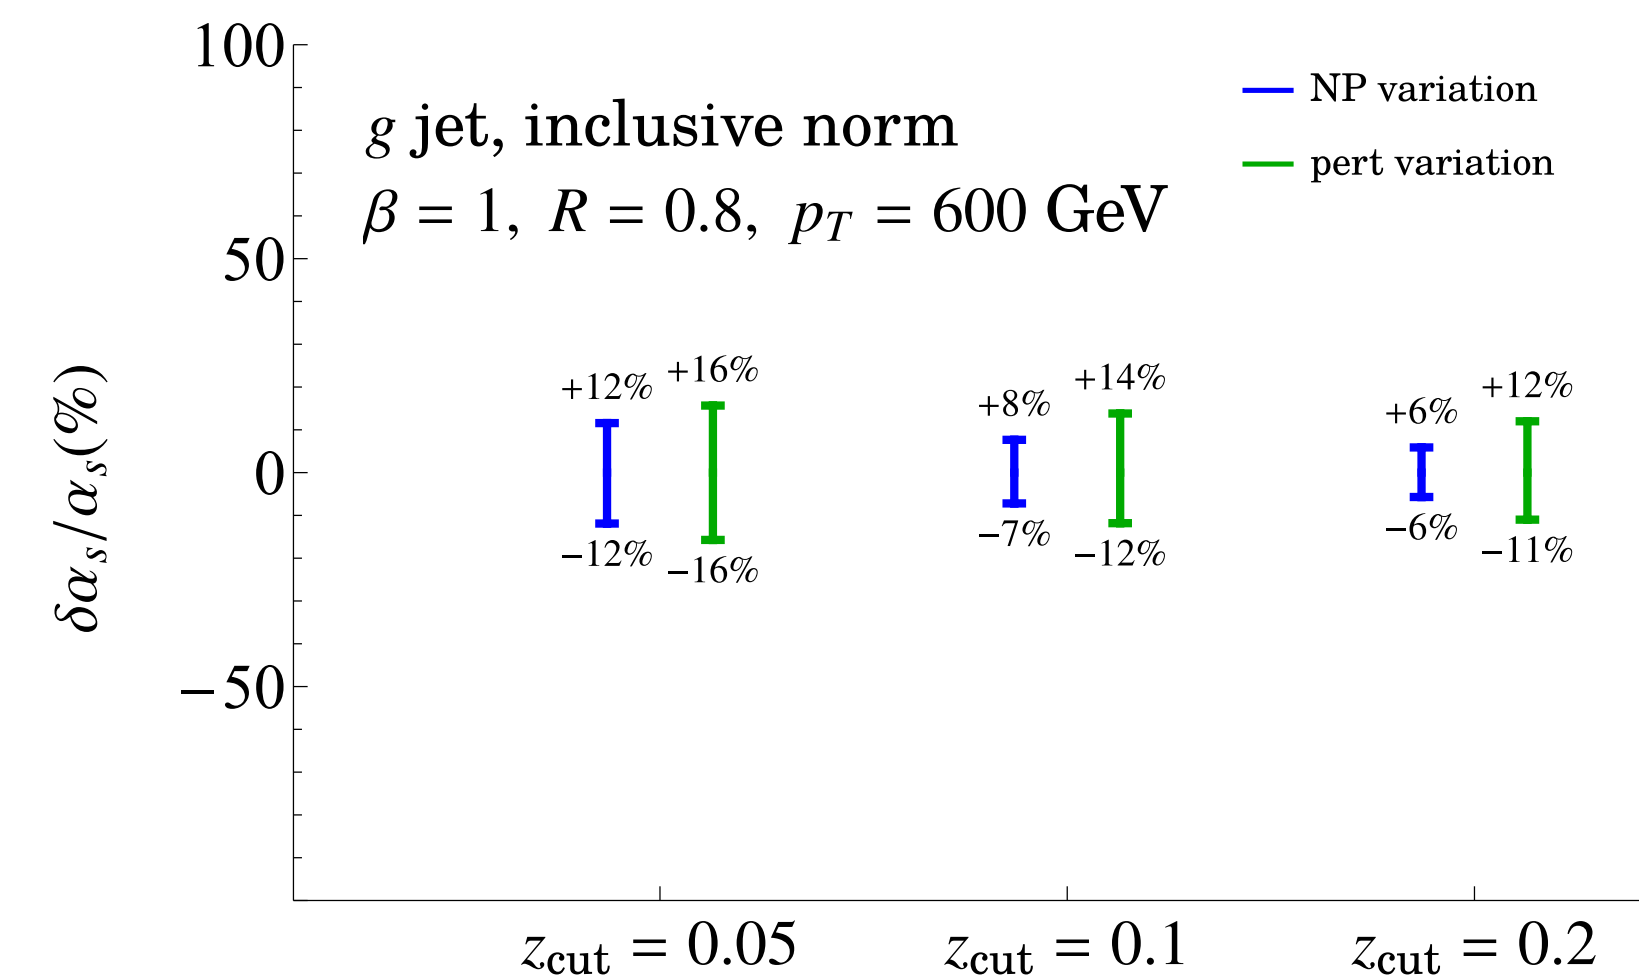 100
50
0
−50
δα_s/α_s(%)
g jet, inclusive norm
β = 1, R = 0.8, p_T = 600 GeV
NP variation
pert variation
+12%
−12%
+16%
−16%
+8%
−7%
+14%
−12%
+6%
−6%
+12%
−11%
z_cut = 0.05
z_cut = 0.1
z_cut = 0.2